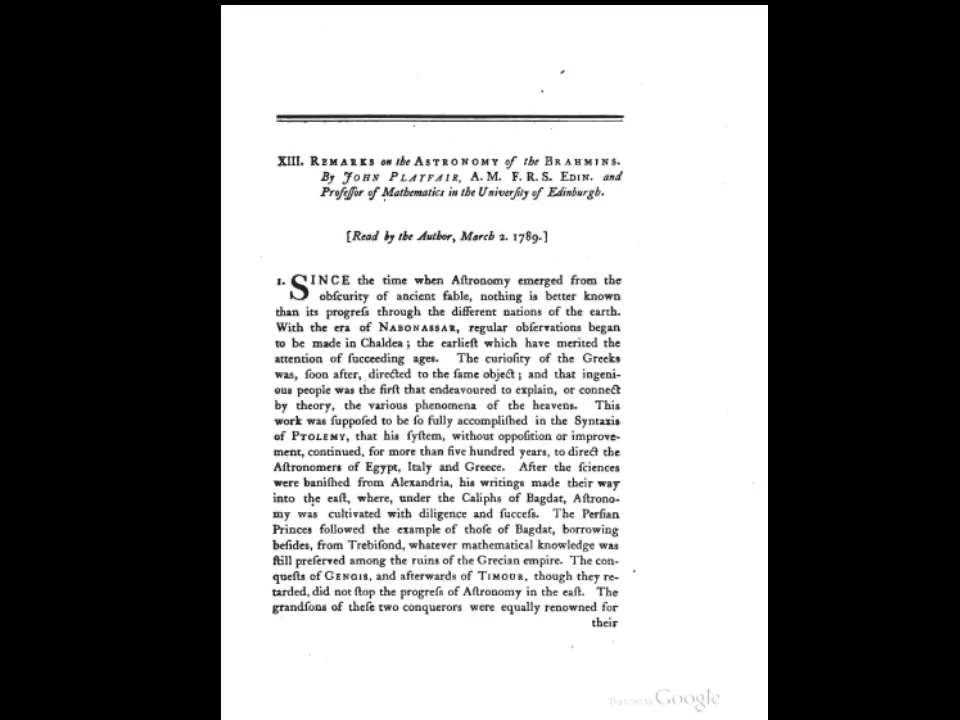 XIII. REMARKS on the ASTRONOMY of the BRAHMINS.
By JOHN PLAYFAIR, A. M. F. R. S. EDIN. and
Profeſſor of Mathematics in the Univerſity of Edinburgh.
[Read by the Author, March 2. 1789.]
1. SINCE the time when Aſtronomy emerged from the
obſcurity of ancient fable, nothing is better known
than its progreſs through the different nations of the earth.
With the era of NABONASSAR, regular obſervations began
to be made in Chaldea; the earlieſt which have merited the
attention of ſucceeding ages. The curioſity of the Greeks
was, ſoon after, directed to the ſame object; and that ingeni-
ous people was the firſt that endeavoured to explain, or connect
by theory, the various phenomena of the heavens. This
work was ſuppoſed to be ſo fully accompliſhed in the Syntaxis
of PTOLEMY, that his ſyſtem, without oppoſition or improve-
ment, continued, for more than five hundred years, to direct the
Aſtronomers of Egypt, Italy and Greece. After the ſciences
were baniſhed from Alexandria, his writings made their way
into the eaſt, where, under the Caliphs of Bagdat, Aſtrono-
my was cultivated with diligence and ſucceſs. The Perſian
Princes followed the example of thoſe of Bagdat, borrowing
beſides, from Trebiſond, whatever mathematical knowledge was
ſtill preſerved among the ruins of the Grecian empire. The con-
queſts of GENGIS, and afterwards of TIMOUR, though they re-
tarded, did not ſtop the progreſs of Aſtronomy in the eaſt. The
grandſons of theſe two conquerors were equally renowned for
their
Digitized by Google